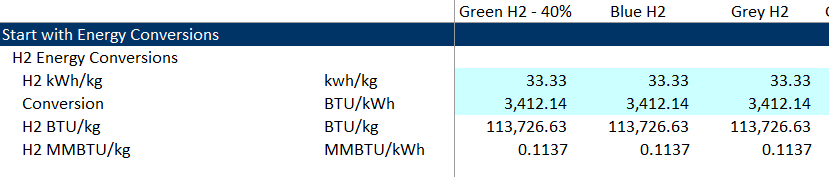 Green H2 - 40% Blue H2 Grey H2
Start with Energy Conversions
H2 Energy Conversions
H2 kWh/kg kwh/kg 33.33 33.33 33.33
Conversion BTU/kWh 3,412.14 3,412.14 3,412.14
H2 BTU/kg BTU/kg 113,726.63 113,726.63 113,726.63
H2 MMBTU/kg MMBTU/kWh 0.1137 0.1137 0.1137